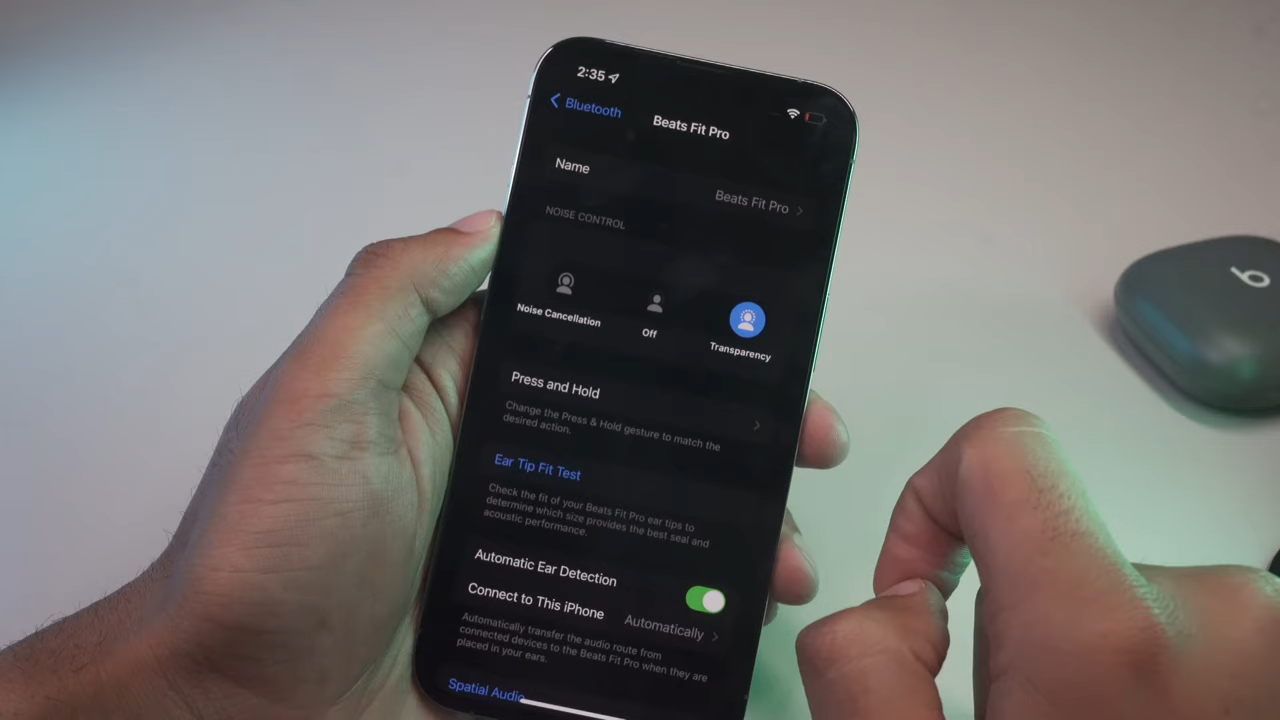 2:35
Bluetooth
Beats Fit Pro
Name
Beats Fit Pro
NOISE CONTROL
Noise Cancellation
Off
Transparency
Press and Hold
Change the Press & Hold gesture to match the
desired action.
Ear Tip Fit Test
Check the fit of your Beats Fit Pro ear tips to
determine which size provides the best seal and
acoustic performance.
Automatic Ear Detection
Connect to This iPhone
Automatically
Automatically transfer the audio route from
connected devices to the Beats Fit Pro when they are
placed in your ears.
Spatial Audio
b